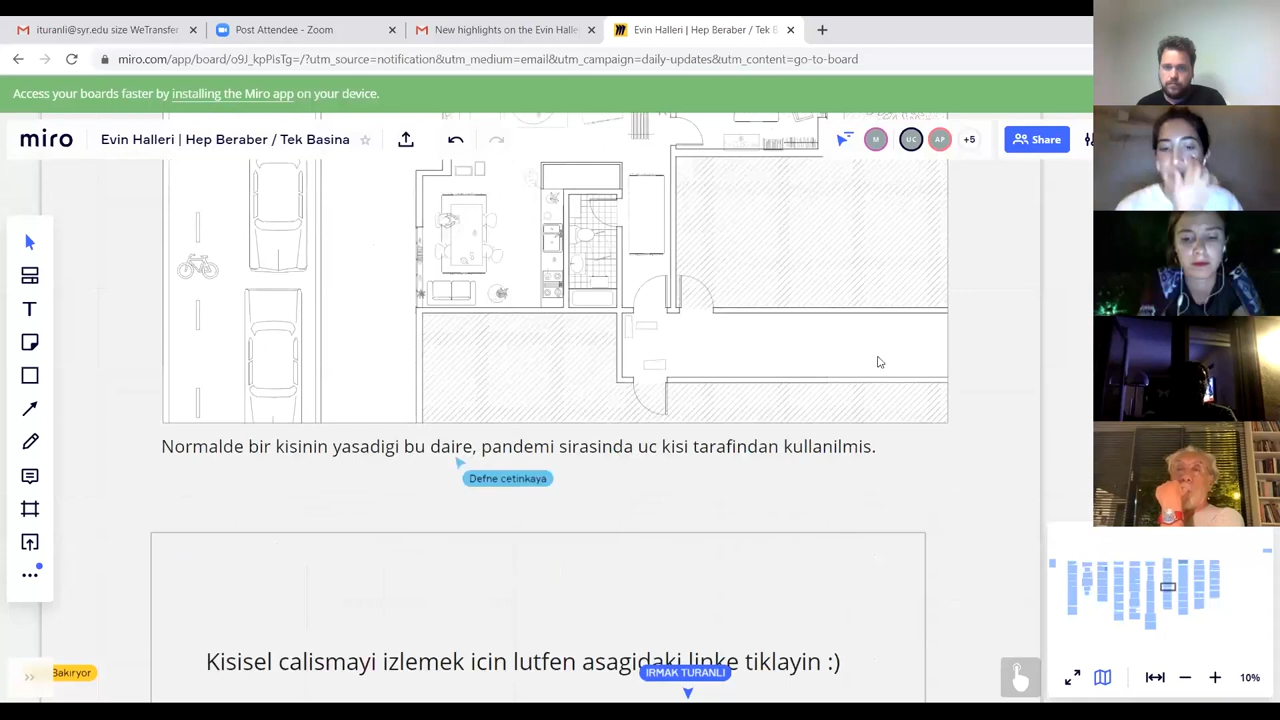 ituranli@syr.edu size WeTransfer
Post Attendee - Zoom
New highlights on the Evin Halle
Evin Halleri | Hep Beraber / Tek B
miro.com/app/board/o9J_kpPlsTg=/?utm_source=notification&utm_medium=email&utm_campaign=daily-updates&utm_content=go-to-board
Access your boards faster by installing the Miro app on your device.
miro
Evin Halleri | Hep Beraber / Tek Basina
M
UC
AP
+5
Share
T
Normalde bir kisinin yasadigi bu daire, pandemi sirasinda uc kisi tarafindan kullanilmis.
Defne cetinkaya
Kisisel calismayi izlemek icin lutfen asagidaki linke tiklayin :)
Bakıryor
IRMAK TURANLI
10%